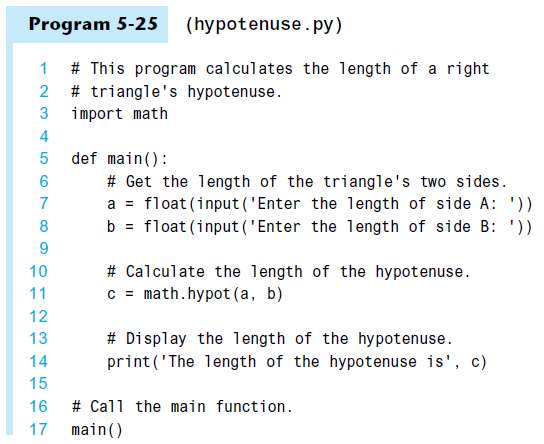 Program 5-25 (hypotenuse.py)
1 # This program calculates the length of a right
2 # triangle's hypotenuse.
3 import math
4
5 def main():
6     # Get the length of the triangle's two sides.
7     a = float(input('Enter the length of side A: '))
8     b = float(input('Enter the length of side B: '))
9
10     # Calculate the length of the hypotenuse.
11     c = math.hypot(a, b)
12
13     # Display the length of the hypotenuse.
14     print('The length of the hypotenuse is', c)
15
16 # Call the main function.
17 main()